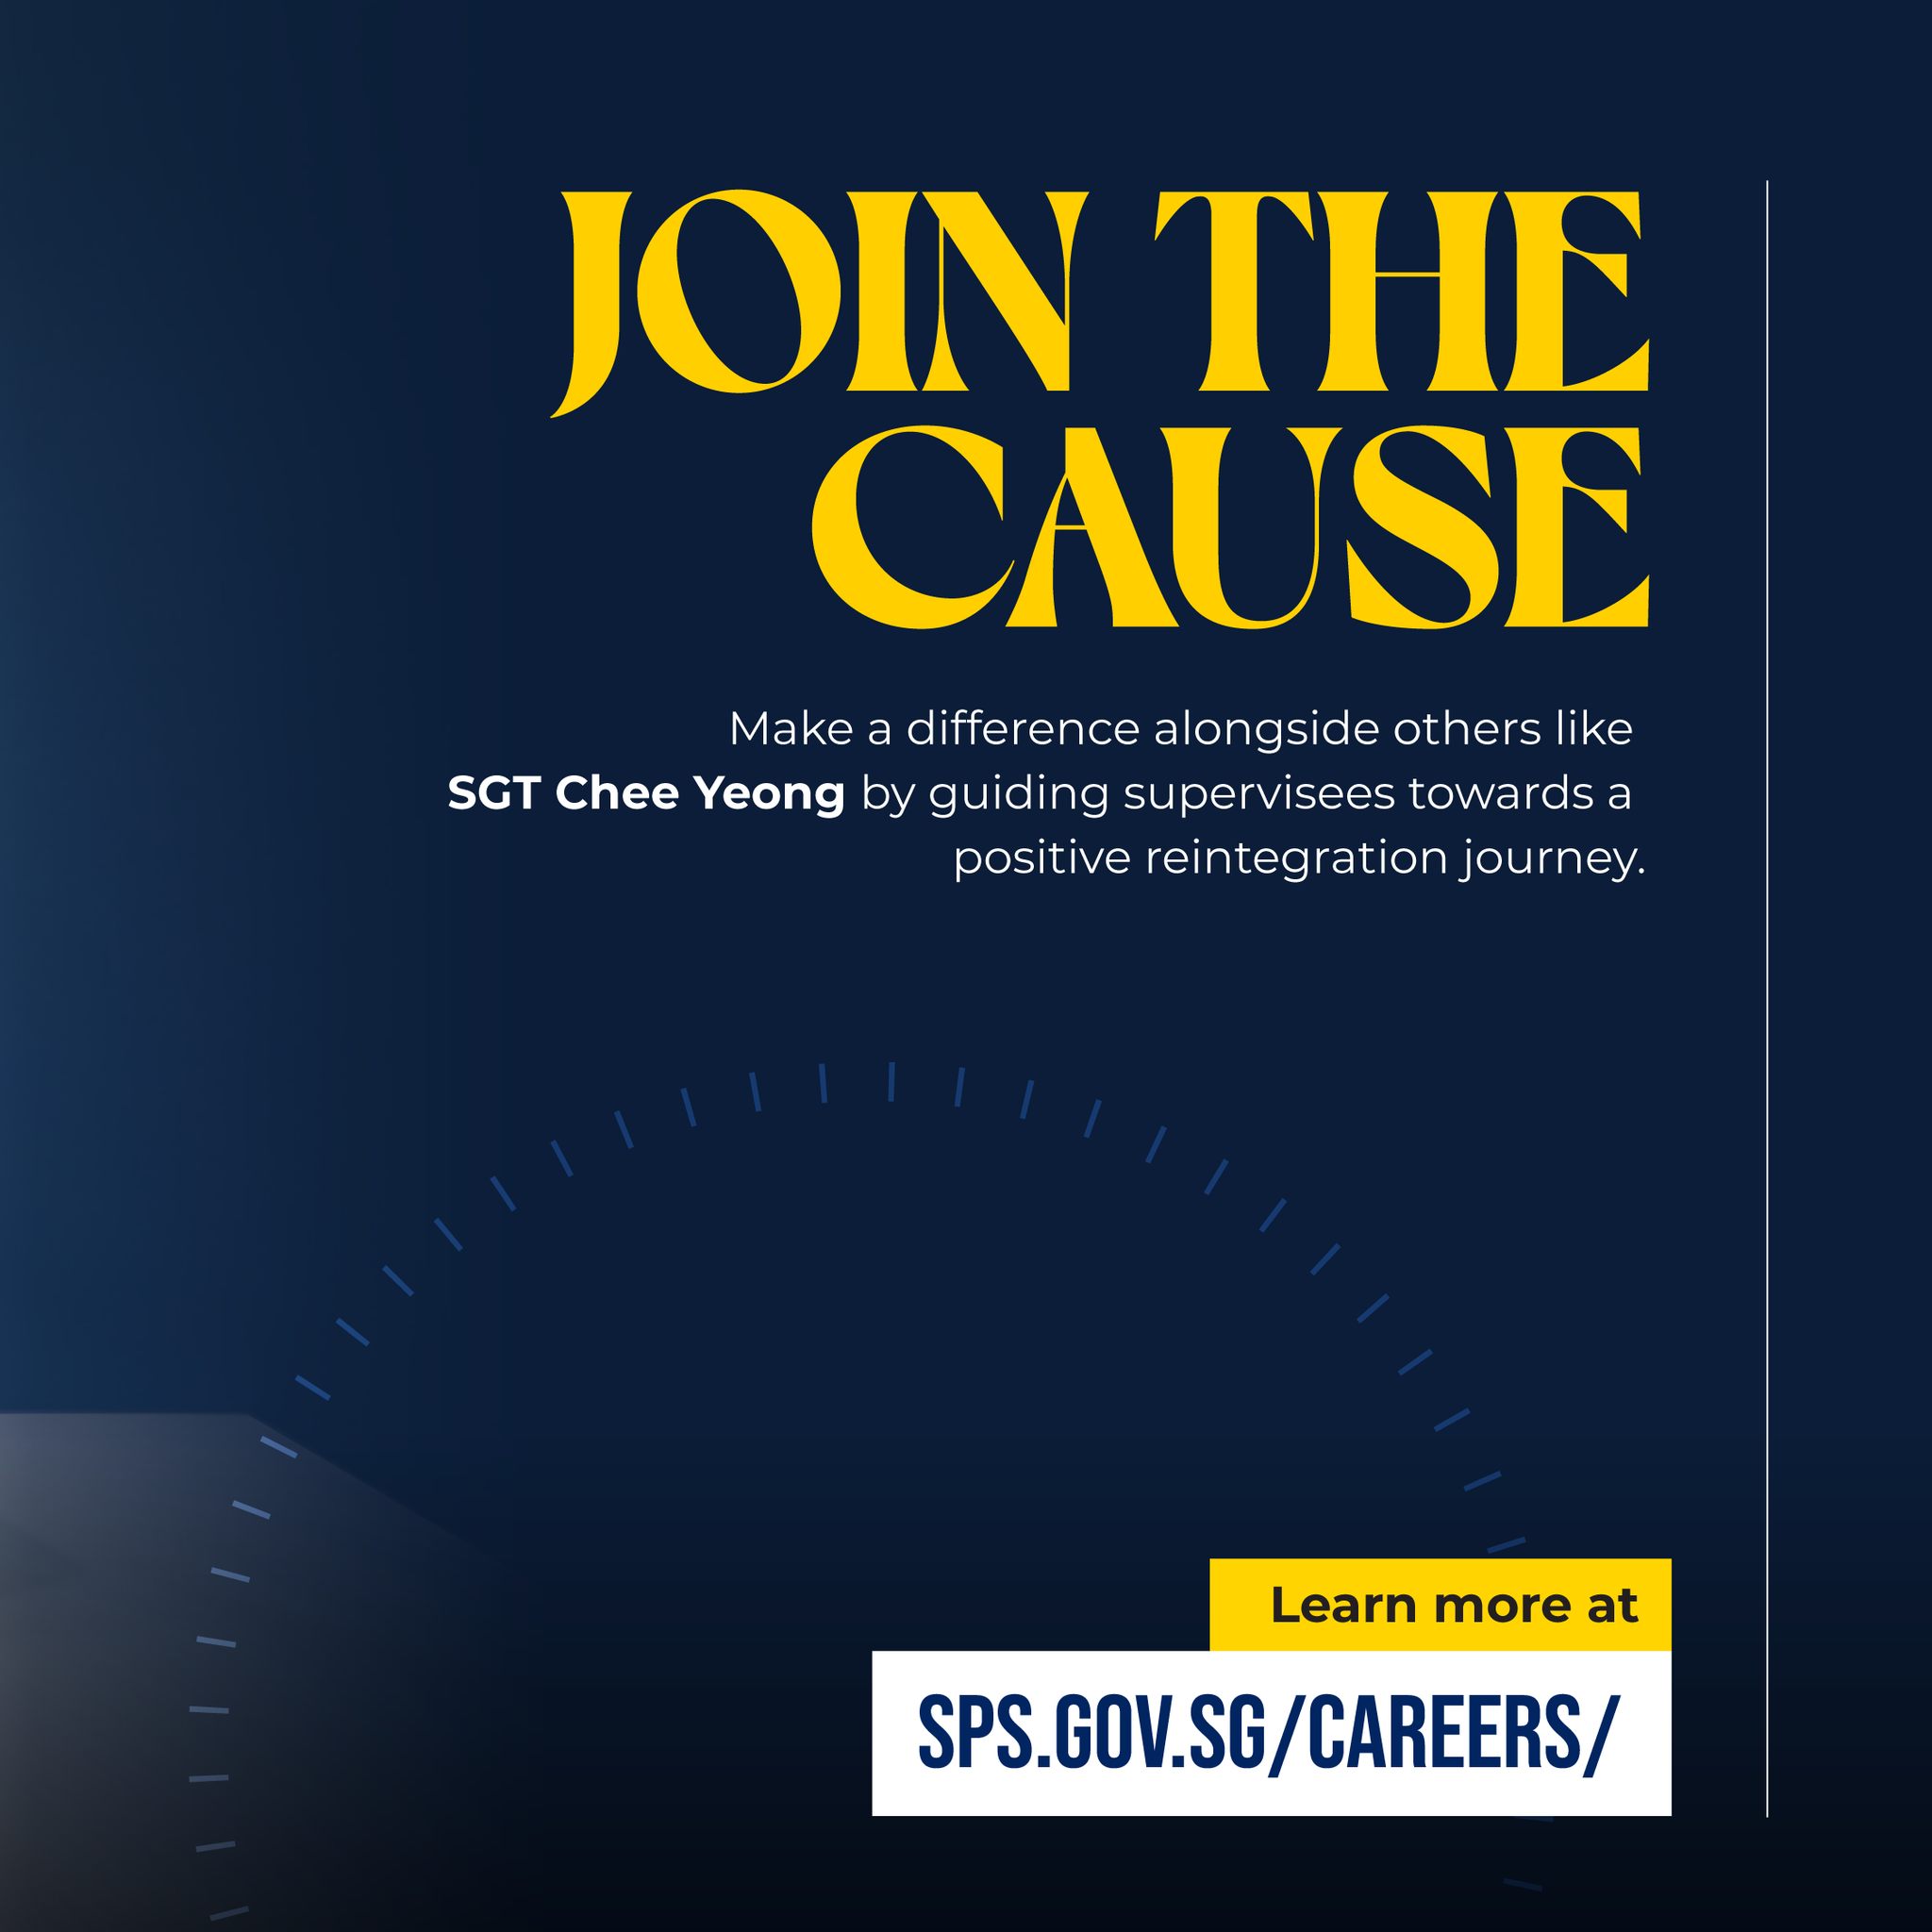 JOIN THE
CAUSE
Make a difference alongside others like
SGT Chee Yeong by guiding supervisees towards a
positive reintegration journey.
Learn more at
SPS.GOV.SG/CAREERS/